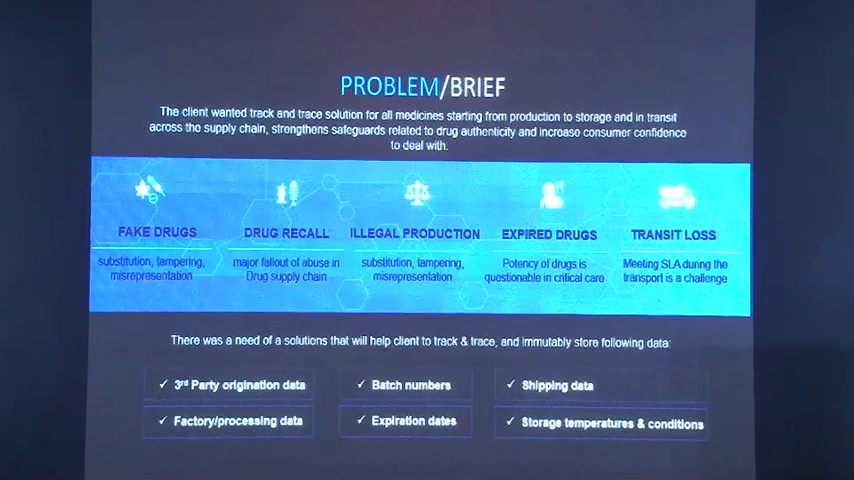 PROBLEM/BRIEF
The client wanted track and trace solution for all medicines starting from production to storage and in transit
across the supply chain, strengthens safeguards related to drug authenticity and increase consumer confidence
to deal with.
FAKE DRUGS
substitution, tampering,
misrepresentation
DRUG RECALL
major fallout of abuse in
Drug supply chain
ILLEGAL PRODUCTION
substitution, tampering,
misrepresentation
EXPIRED DRUGS
Potency of drugs is
questionable in critical care
TRANSIT LOSS
Meeting SLA during the
transport is a challenge
There was a need of a solutions that will help client to track & trace, and immutably store following data:
✓ 3rd Party origination data
✓ Batch numbers
✓ Shipping data
✓ Factory/processing data
✓ Expiration dates
✓ Storage temperatures & conditions